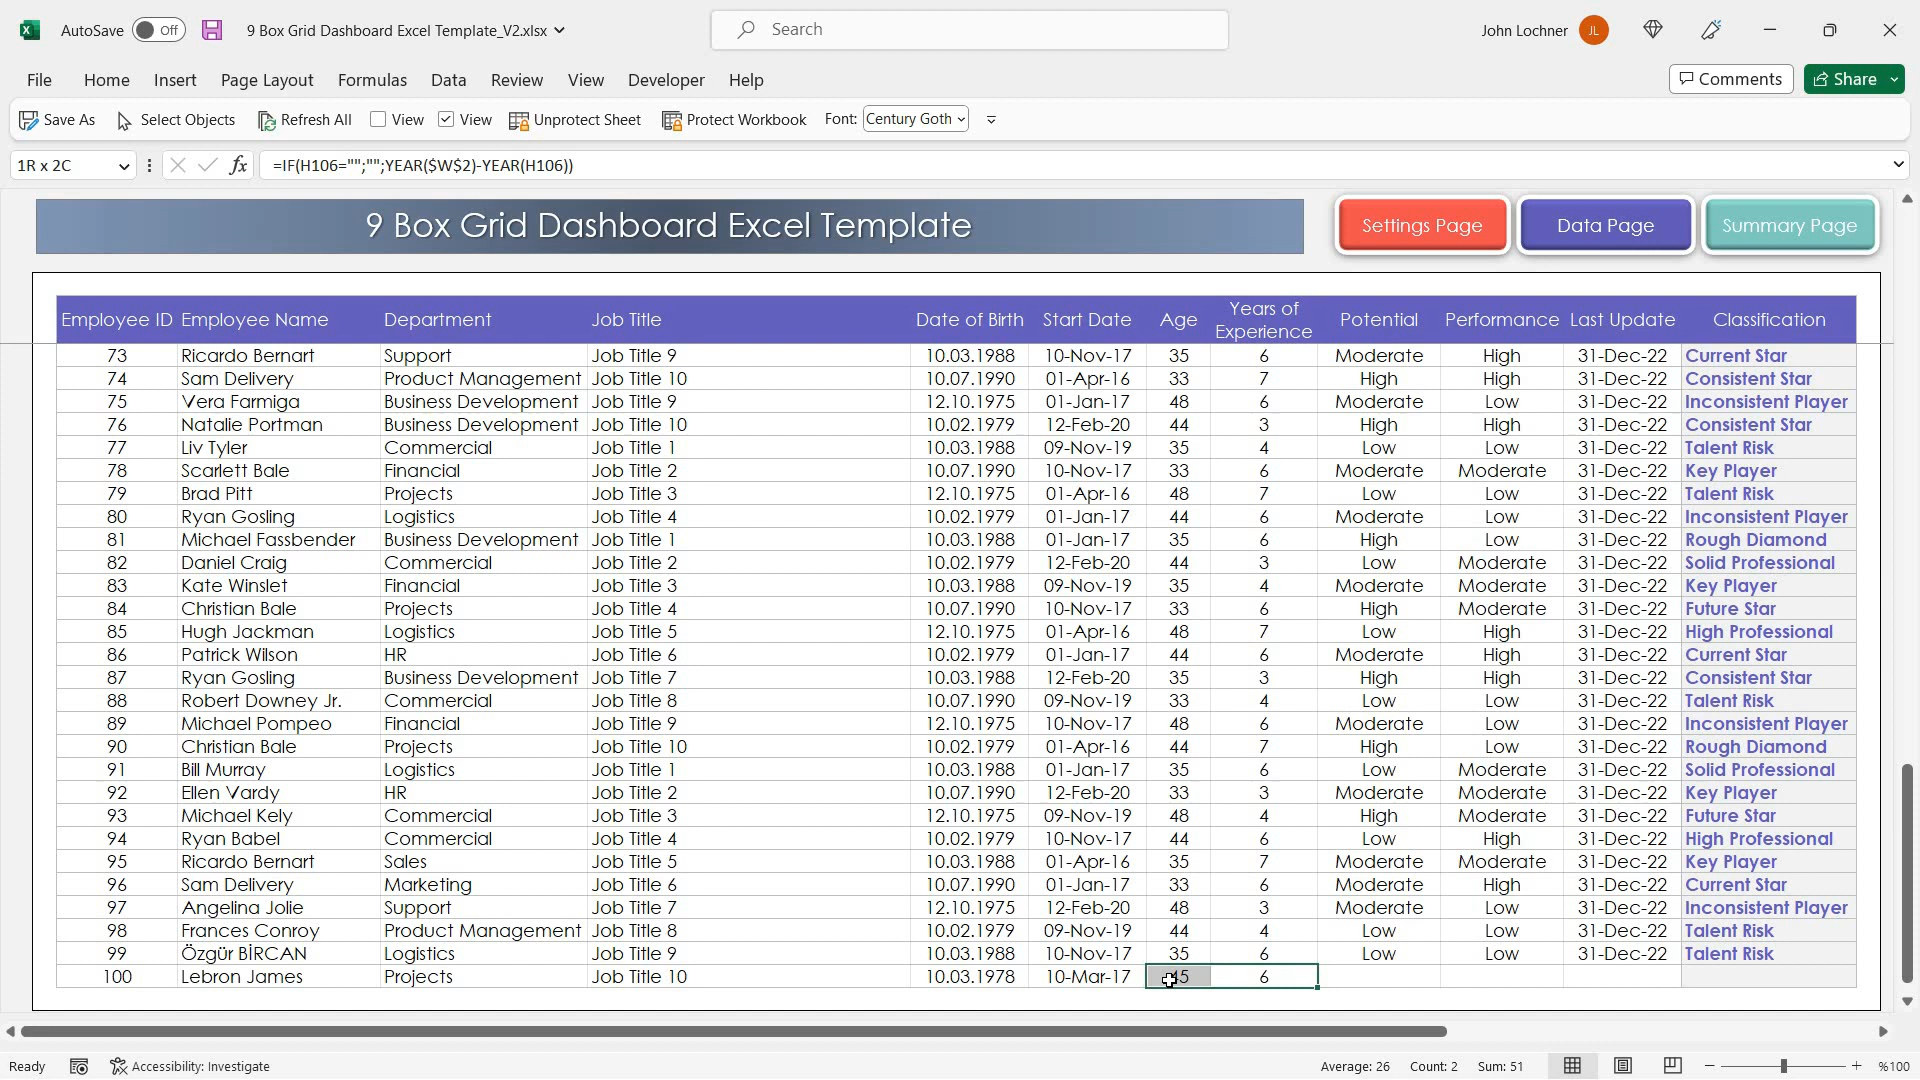 AutoSave Off 9 Box Grid Dashboard Excel Template_V2.xlsx Search John Lochner JL
File Home Insert Page Layout Formulas Data Review View Developer Help Comments Share
Save As Select Objects Refresh All View View Unprotect Sheet Protect Workbook Font: Century Goth
1R x 2C fx =IF(H106="";"";YEAR($W$2)-YEAR(H106))
9 Box Grid Dashboard Excel Template Settings Page Data Page Summary Page
Employee ID Employee Name Department Job Title Date of Birth Start Date Age Years of Experience Potential Performance Last Update Classification
73 Ricardo Bernart Support Job Title 9 10.03.1988 10-Nov-17 35 6 Moderate High 31-Dec-22 Current Star
74 Sam Delivery Product Management Job Title 10 10.07.1990 01-Apr-16 33 7 High High 31-Dec-22 Consistent Star
75 Vera Farmiga Business Development Job Title 9 12.10.1975 01-Jan-17 48 6 Moderate Low 31-Dec-22 Inconsistent Player
76 Natalie Portman Business Development Job Title 10 10.02.1979 12-Feb-20 44 3 High High 31-Dec-22 Consistent Star
77 Liv Tyler Commercial Job Title 1 10.03.1988 09-Nov-19 35 4 Low Low 31-Dec-22 Talent Risk
78 Scarlett Bale Financial Job Title 2 10.07.1990 10-Nov-17 33 6 Moderate Moderate 31-Dec-22 Key Player
79 Brad Pitt Projects Job Title 3 12.10.1975 01-Apr-16 48 7 Low Low 31-Dec-22 Talent Risk
80 Ryan Gosling Logistics Job Title 4 10.02.1979 01-Jan-17 44 6 Moderate Low 31-Dec-22 Inconsistent Player
81 Michael Fassbender Business Development Job Title 1 10.03.1988 01-Jan-17 35 6 High Low 31-Dec-22 Rough Diamond
82 Daniel Craig Commercial Job Title 2 10.02.1979 12-Feb-20 44 3 Low Moderate 31-Dec-22 Solid Professional
83 Kate Winslet Financial Job Title 3 10.03.1988 09-Nov-19 35 4 Moderate Moderate 31-Dec-22 Key Player
84 Christian Bale Projects Job Title 4 10.07.1990 10-Nov-17 33 6 High Moderate 31-Dec-22 Future Star
85 Hugh Jackman Logistics Job Title 5 12.10.1975 01-Apr-16 48 7 Low High 31-Dec-22 High Professional
86 Patrick Wilson HR Job Title 6 10.02.1979 01-Jan-17 44 6 Moderate High 31-Dec-22 Current Star
87 Ryan Gosling Business Development Job Title 7 10.03.1988 12-Feb-20 35 3 High High 31-Dec-22 Consistent Star
88 Robert Downey Jr. Commercial Job Title 8 10.07.1990 09-Nov-19 33 4 Low Low 31-Dec-22 Talent Risk
89 Michael Pompeo Financial Job Title 9 12.10.1975 10-Nov-17 48 6 Moderate Low 31-Dec-22 Inconsistent Player
90 Christian Bale Projects Job Title 10 10.02.1979 01-Apr-16 44 7 High Low 31-Dec-22 Rough Diamond
91 Bill Murray Logistics Job Title 1 10.03.1988 01-Jan-17 35 6 Low Moderate 31-Dec-22 Solid Professional
92 Ellen Vardy HR Job Title 2 10.07.1990 12-Feb-20 33 3 Moderate Moderate 31-Dec-22 Key Player
93 Michael Kely Commercial Job Title 3 12.10.1975 09-Nov-19 48 4 High Moderate 31-Dec-22 Future Star
94 Ryan Babel Commercial Job Title 4 10.02.1979 10-Nov-17 44 6 Low High 31-Dec-22 High Professional
95 Ricardo Bernart Sales Job Title 5 10.03.1988 01-Apr-16 35 7 Moderate Moderate 31-Dec-22 Key Player
96 Sam Delivery Marketing Job Title 6 10.07.1990 01-Jan-17 33 6 Moderate High 31-Dec-22 Current Star
97 Angelina Jolie Support Job Title 7 12.10.1975 12-Feb-20 48 3 Moderate Low 31-Dec-22 Inconsistent Player
98 Frances Conroy Product Management Job Title 8 10.02.1979 09-Nov-19 44 4 Low Low 31-Dec-22 Talent Risk
99 Özgür BİRCAN Logistics Job Title 9 10.03.1988 10-Nov-17 35 6 Low Low 31-Dec-22 Talent Risk
100 Lebron James Projects Job Title 10 10.03.1978 10-Mar-17 45 6
Ready Accessibility: Investigate Average: 26 Count: 2 Sum: 51 %100